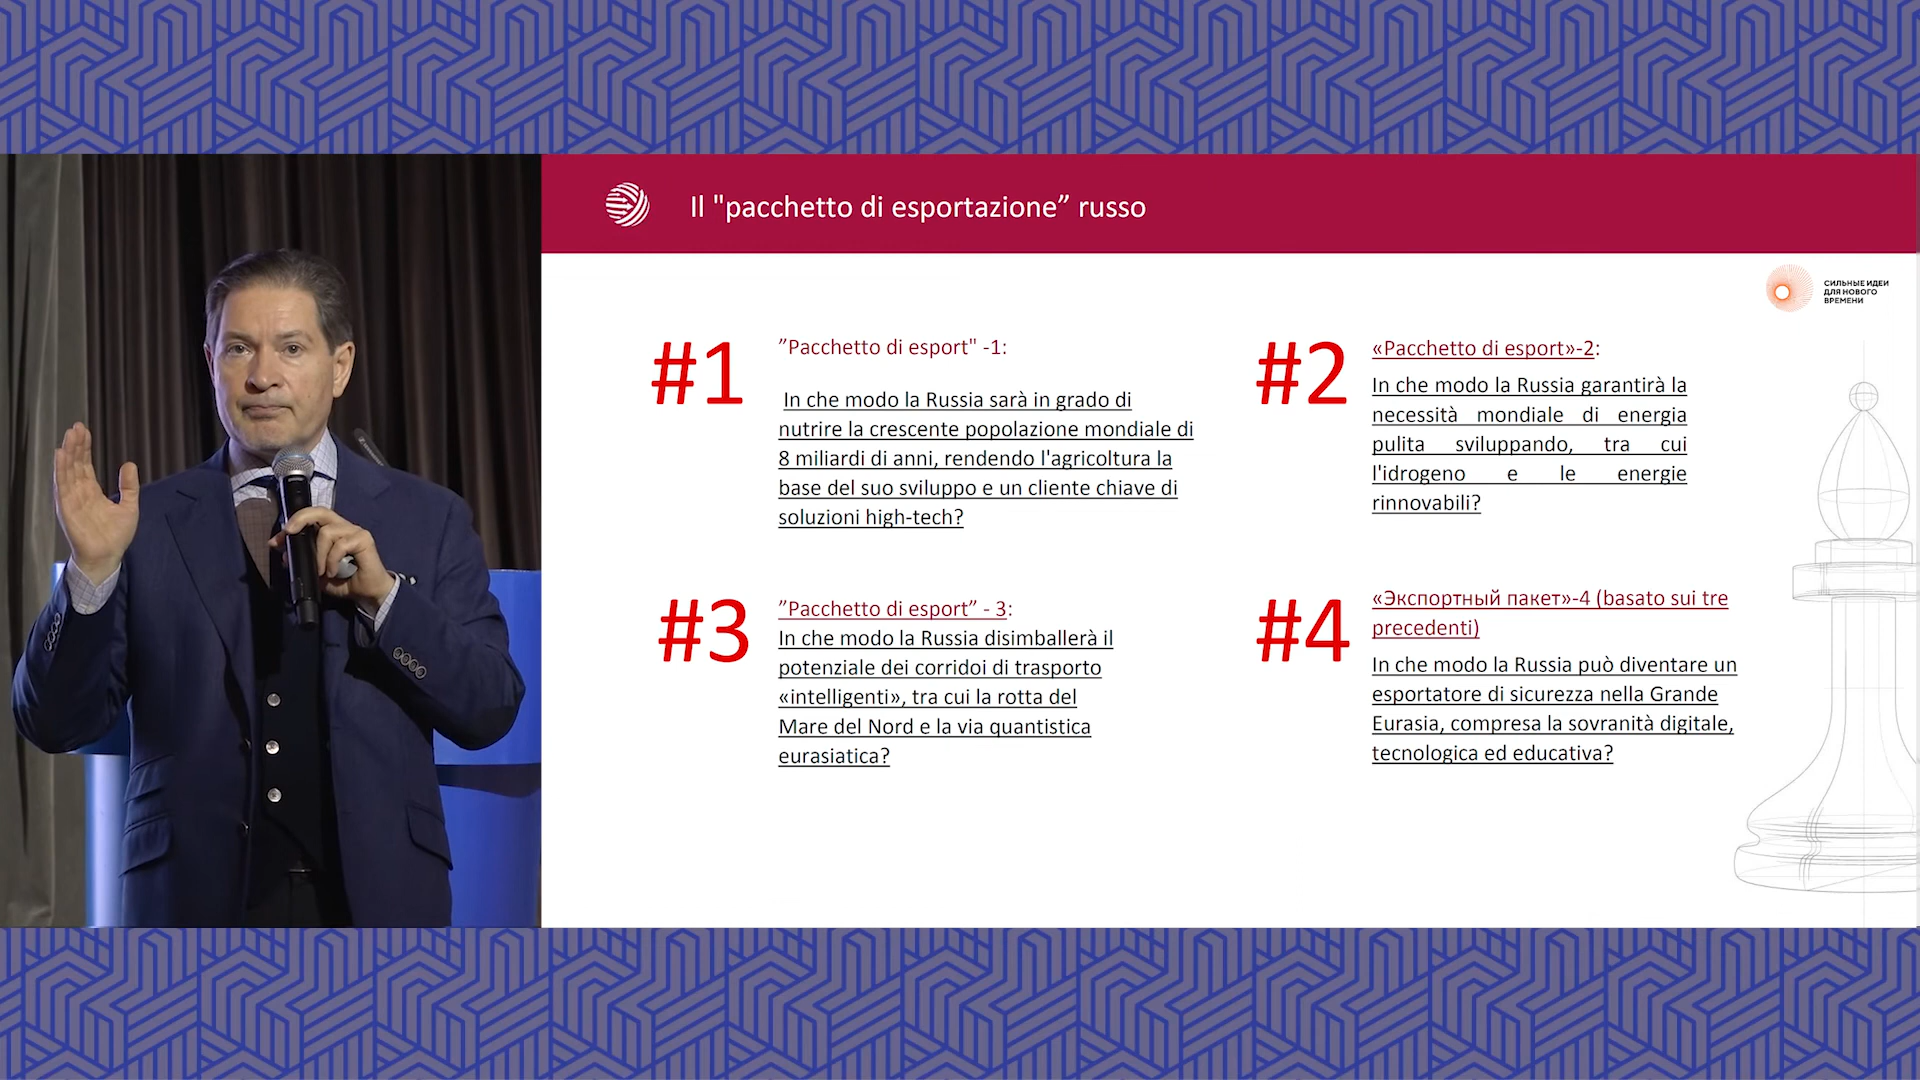 Il "pacchetto di esportazione” russo
СИЛЬНЫЕ ИДЕИ
ДЛЯ НОВОГО
ВРЕМЕНИ
#1
”Pacchetto di esport" -1:
In che modo la Russia sarà in grado di
nutrire la crescente popolazione mondiale di
8 miliardi di anni, rendendo l'agricoltura la
base del suo sviluppo e un cliente chiave di
soluzioni high-tech?
#2
«Pacchetto di esport»-2:
In che modo la Russia garantirà la
necessità mondiale di energia
pulita sviluppando, tra cui
l'idrogeno e le energie
rinnovabili?
#3
”Pacchetto di esport” - 3:
In che modo la Russia disimballerà il
potenziale dei corridoi di trasporto
«intelligenti», tra cui la rotta del
Mare del Nord e la via quantistica
eurasiatica?
#4
«Экспортный пакет»-4 (basato sui tre
precedenti)
In che modo la Russia può diventare un
esportatore di sicurezza nella Grande
Eurasia, compresa la sovranità digitale,
tecnologica ed educativa?